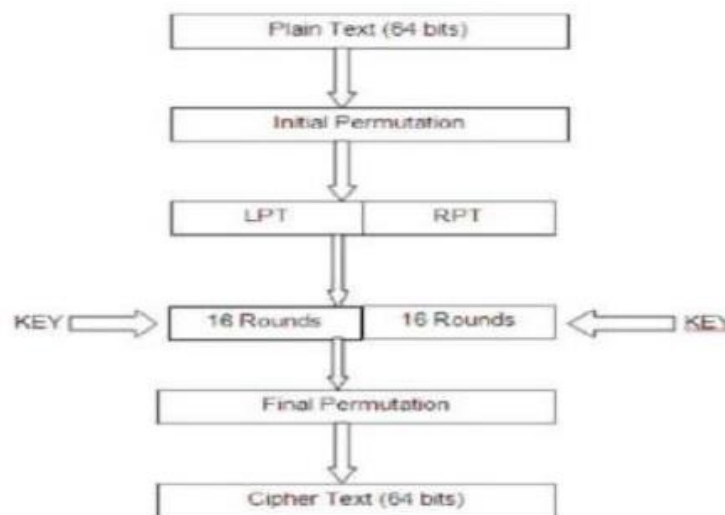 Plain Text (64 bits)
Initial Permutation
LPT RPT
KEY 16 Rounds 16 Rounds KEY
Final Permutation
Cipher Text (64 bits)